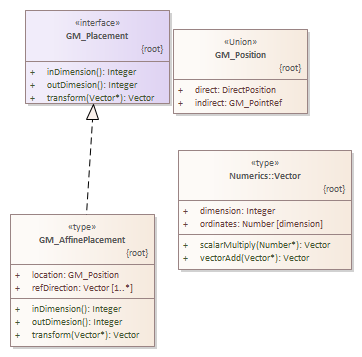 «interface»
GM_Placement
{root}
+ inDimension(): Integer
+ outDimesion(): Integer
+ transform(Vector*): Vector
«Union»
GM_Position
{root}
+ direct: DirectPosition
+ indirect: GM_PointRef
«type»
Numerics::Vector
{root}
+ dimension: Integer
+ ordinates: Number [dimension]
+ scalarMultiply(Number*): Vector
+ vectorAdd(Vector*): Vector
«type»
GM_AffinePlacement
{root}
+ location: GM_Position
+ refDirection: Vector [1..*]
+ inDimension(): Integer
+ outDimesion(): Integer
+ transform(Vector*): Vector